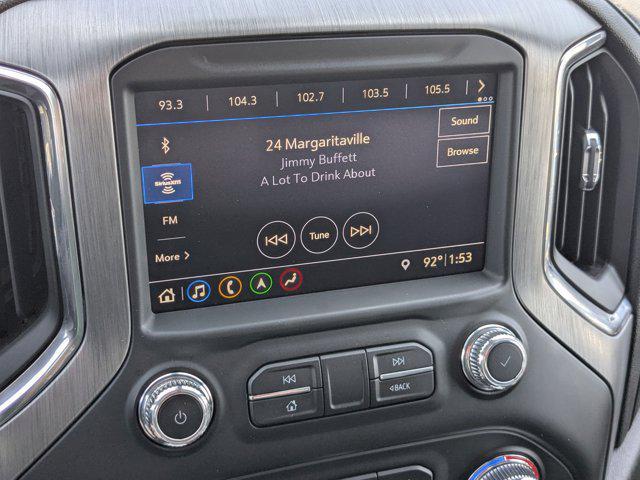 93.3 | 104.3 | 102.7 | 103.5 | 105.5 |
Sound
24 Margaritaville
Jimmy Buffett
A Lot To Drink About
Browse
SiriusXM
FM
Tune
More
92° | 1:53
BACK